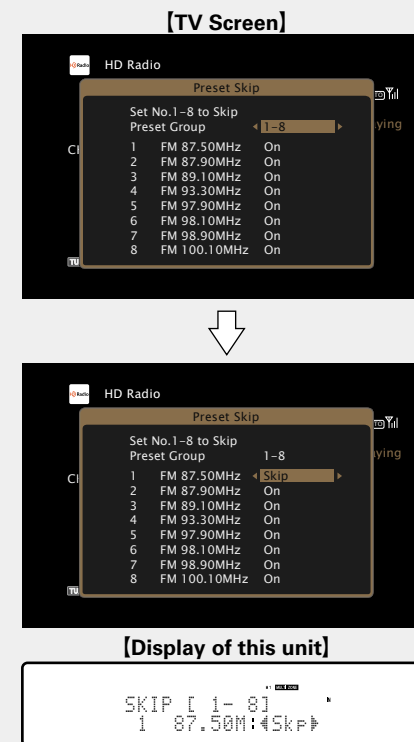 【TV Screen】
HD Radio
Preset Skip
Set No.1-8 to Skip
Preset Group 1-8
1 FM 87.50MHz On
2 FM 87.90MHz On
3 FM 89.10MHz On
4 FM 93.30MHz On
5 FM 97.90MHz On
6 FM 98.10MHz On
7 FM 98.90MHz On
8 FM 100.10MHz On
HD Radio
Preset Skip
Set No.1-8 to Skip
Preset Group 1-8
1 FM 87.50MHz Skip
2 FM 87.90MHz On
3 FM 89.10MHz On
4 FM 93.30MHz On
5 FM 97.90MHz On
6 FM 98.10MHz On
7 FM 98.90MHz On
8 FM 100.10MHz On
【Display of this unit】
SKIP [ 1- 8]
1 87.50M:Skp